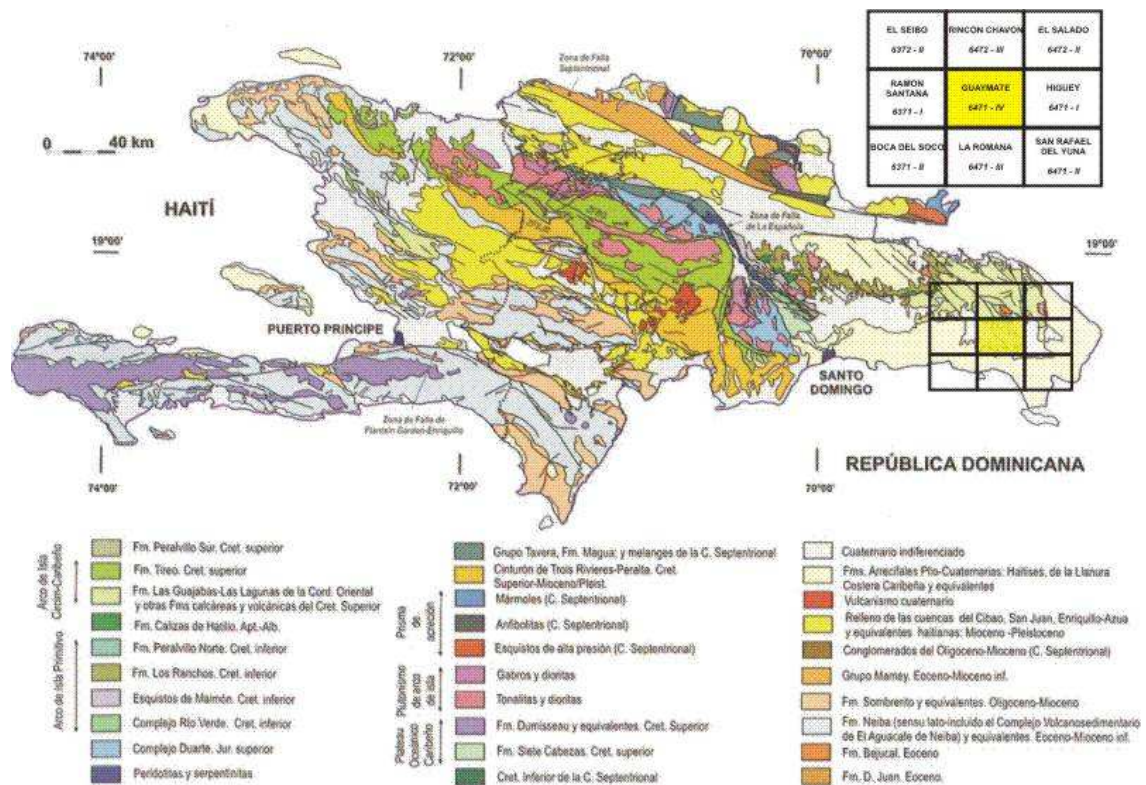 74°00'
72°00'
70°00'
Zona de Falla
Septentrional
EL SEIBO
6372 - II
RINCON CHAVON
6472 - III
EL SALADO
6472 - II
RAMON
SANTANA
6371 - I
GUAYMATE
6471 - IV
HIGUEY
6471 - I
BOCA DEL SOCO
6371 - II
LA ROMANA
6471 - III
SAN RAFAEL
DEL YUNA
6471 - II
0 40 km
HAITÍ
Zona de Falla
de La Española
19°00'
19°00'
PUERTO PRINCIPE
SANTO
DOMINGO
Zona de Falla de
Plantain Garden-Enriquillo
REPÚBLICA DOMINICANA
74°00'
72°00'
70°00'
Arco de Isla
Circum-Caribeño
Fm. Peralvillo Sur. Cret. superior
Fm. Tireo. Cret. superior
Fm. Las Guajabas-Las Lagunas de la Cord. Oriental
y otras Fms calcáreas y volcánicas del Cret. Superior
Fm. Calizas de Hatillo. Apt.-Alb.
Arco de Isla Primitivo
Fm. Peralvillo Norte. Cret. inferior
Fm. Los Ranchos. Cret. inferior
Esquistos de Maimón. Cret. inferior
Complejo Río Verde. Cret. inferior
Complejo Duarte. Jur. superior
Peridotitas y serpentinitas
Grupo Tavera, Fm. Magua; y melanges de la C. Septentrional
Cinturón de Trois Rivieres-Peralta. Cret.
Superior-Mioceno/Pleist.
Prisma
de
acreción
Mármoles (C. Septentrional)
Anfibolitas (C. Septentrional)
Esquistos de alta presión (C. Septentrional)
Plutonismo
de arco
de isla
Gabros y dioritas
Tonalitas y dioritas
Plateau
Oceánico
Caribeño
Fm. Dumisseau y equivalentes. Cret. Superior
Fm. Siete Cabezas. Cret. superior
Cret. Inferior de la C. Septentrional
Cuaternario indiferenciado
Fms. Arrecifales Plio-Cuaternarias: Haitises, de la Llanura
Costera Caribeña y equivalentes
Vulcanismo cuaternario
Relleno de las cuencas del Cibao, San Juan, Enriquillo-Azua
y equivalentes haitianas: Mioceno -Pleistoceno
Conglomerados del Oligoceno-Mioceno (C. Septentrional)
Grupo Mamey. Eoceno-Mioceno inf.
Fm. Sombrerito y equivalentes. Oligoceno-Mioceno
Fm. Neiba (sensu lato-incluido el Complejo Volcanosedimentario
de El Aguacate de Neiba) y equivalentes. Eoceno-Mioceno inf.
Fm. Bejucal. Eoceno
Fm. D. Juan. Eoceno.